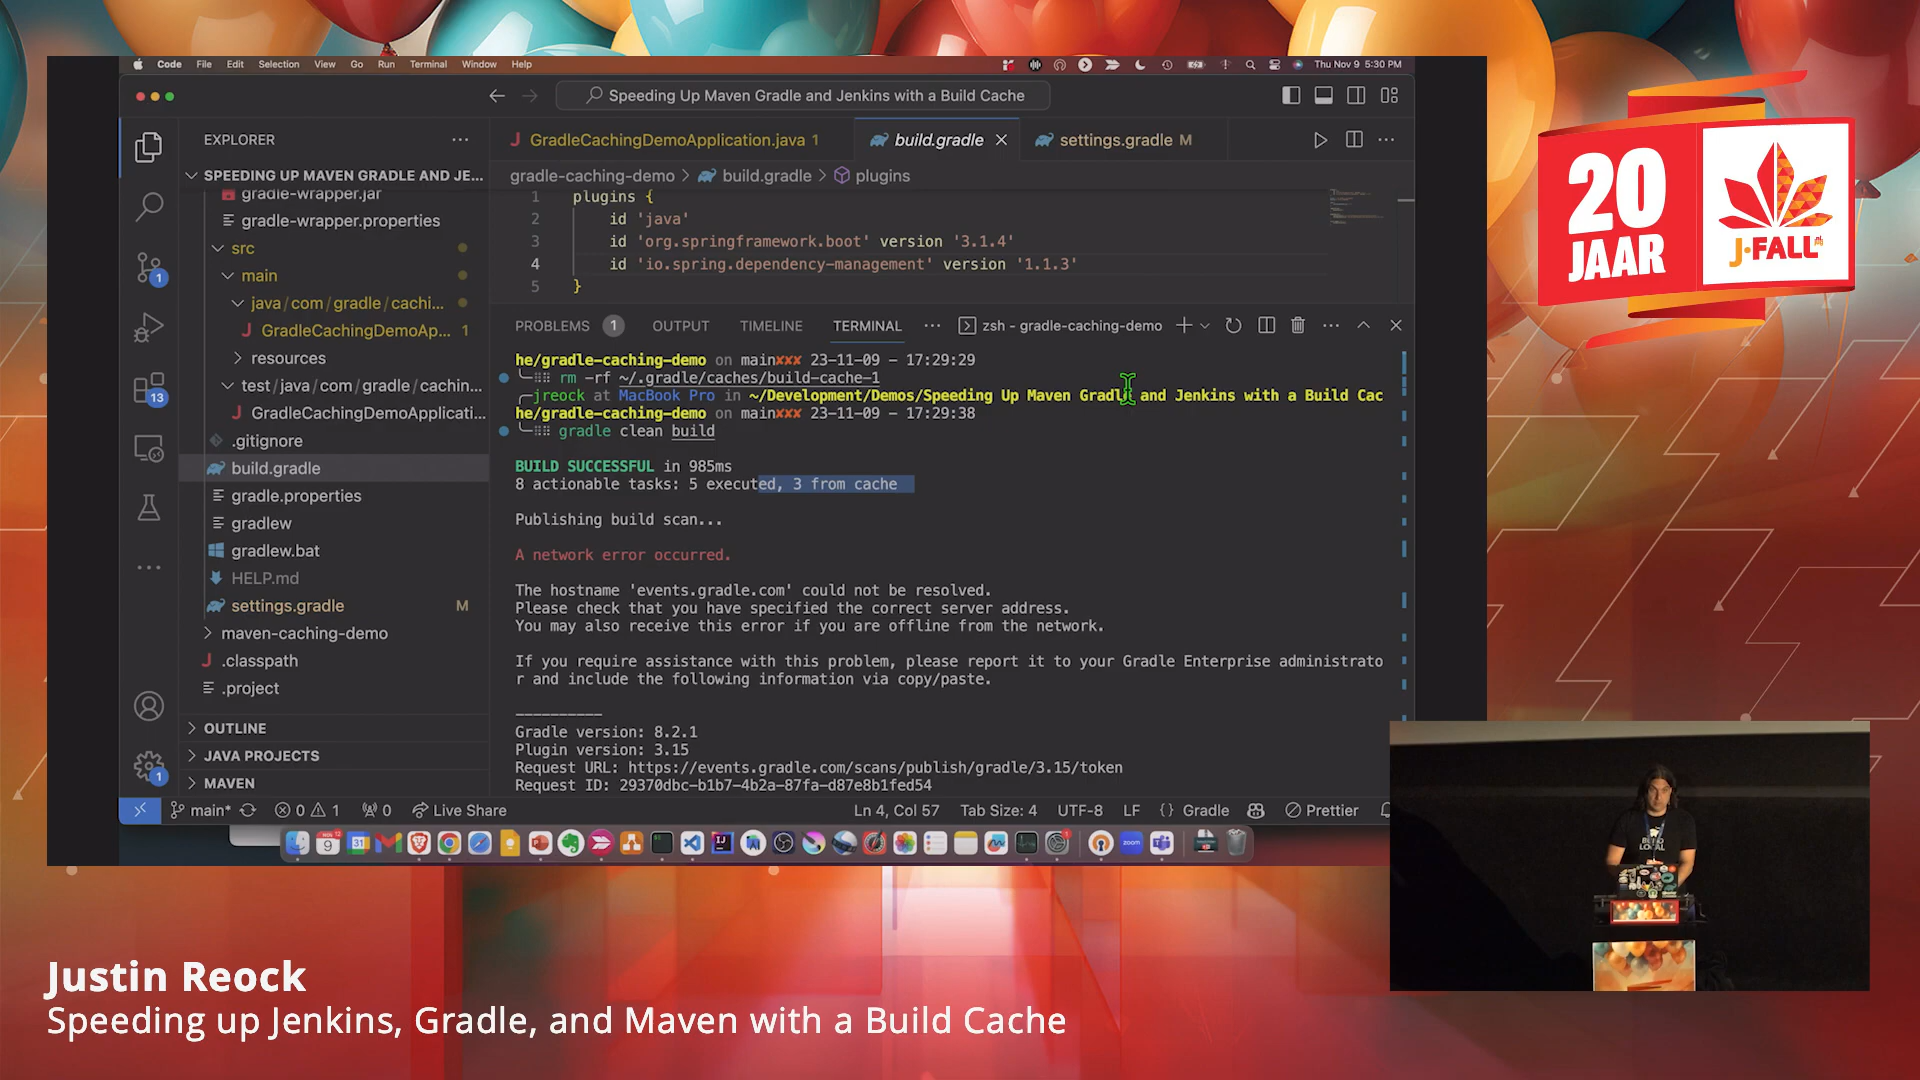 Code File Edit Selection View Go Run Terminal Window Help
Thu Nov 9 5:30 PM
Speeding Up Maven Gradle and Jenkins with a Build Cache
EXPLORER
SPEEDING UP MAVEN GRADLE AND JE...
gradle-wrapper.jar
gradle-wrapper.properties
src
main
java/com/gradle/cachi...
GradleCachingDemoAp... 1
resources
test/java/com/gradle/cachin...
GradleCachingDemoApplicati...
.gitignore
build.gradle
gradle.properties
gradlew
gradlew.bat
HELP.md
settings.gradle M
maven-caching-demo
.classpath
.project
OUTLINE
JAVA PROJECTS
MAVEN
1
13
1
GradleCachingDemoApplication.java 1
build.gradle
settings.gradle M
gradle-caching-demo > build.gradle > plugins
1 plugins {
2 id 'java'
3 id 'org.springframework.boot' version '3.1.4'
4 id 'io.spring.dependency-management' version '1.1.3'
5 }
PROBLEMS 1 OUTPUT TIMELINE TERMINAL ... zsh - gradle-caching-demo
he/gradle-caching-demo on main✘✘✘ 23-11-09 - 17:29:29
rm -rf ~/.gradle/caches/build-cache-1
jreock at MacBook Pro in ~/Development/Demos/Speeding Up Maven Gradle and Jenkins with a Build Cac
he/gradle-caching-demo on main✘✘✘ 23-11-09 - 17:29:38
gradle clean build
BUILD SUCCESSFUL in 985ms
8 actionable tasks: 5 executed, 3 from cache
Publishing build scan...
A network error occurred.
The hostname 'events.gradle.com' could not be resolved.
Please check that you have specified the correct server address.
You may also receive this error if you are offline from the network.
If you require assistance with this problem, please report it to your Gradle Enterprise administrato
r and include the following information via copy/paste.
----------
Gradle version: 8.2.1
Plugin version: 3.15
Request URL: https://events.gradle.com/scans/publish/gradle/3.15/token
Request ID: 29370dbc-b1b7-4b2a-87fa-d87e8b1fed54
main* 0 1 0 Live Share
Ln 4, Col 57 Tab Size: 4 UTF-8 LF {} Gradle Prettier
zoom
20
JAAR
J-FALL
Justin Reock
Speeding up Jenkins, Gradle, and Maven with a Build Cache